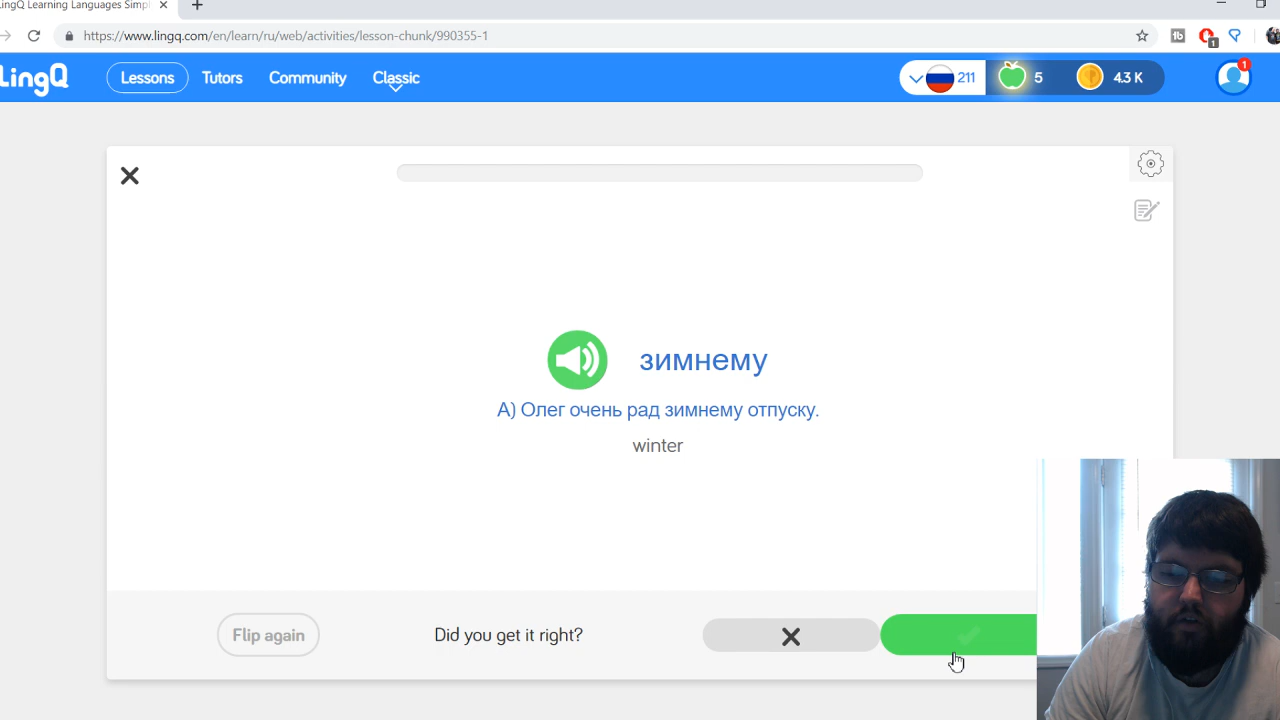 LingQ Learning Languages Simpl
https://www.lingq.com/en/learn/ru/web/activities/lesson-chunk/990355-1
1
LingQ
Lessons
Tutors
Community
Classic
211
5
4.3 K
1
зимнему
А) Олег очень рад зимнему отпуску.
winter
Flip again
Did you get it right?